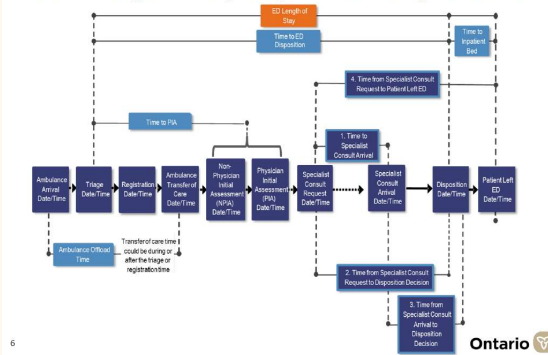 ED Length of
Stay
Time to ED
Disposition
Time to
Inpatient
Bed
4. Time from Specialist Consult
Request to Patient Left ED
Time to PIA
1. Time to
Specialist
Consult Arrival
Ambulance
Arrival
Date/Time
Triage
Date/Time
Registration
Date/Time
Ambulance
Transfer of
Care
Date/Time
Non-
Physician
Initial
Assessment
(NPIA)
Date/Time
Physician
Initial
Assessment
(PIA)
Date/Time
Specialist
Consult
Request
Date/Time
Specialist
Consult
Arrival
Date/Time
Disposition
Date/Time
Patient Left
ED
Date/Time
Ambulance Offload
Time
Transfer of care time
could be during or
after the triage or
registration time
2. Time from Specialist Consult
Request to Disposition Decision
3. Time from
Specialist Consult
Arrival to
Disposition
Decision
6
Ontario